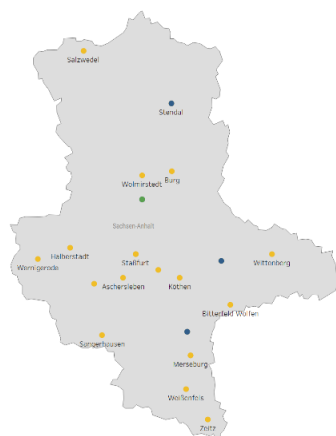 Salzwedel
Stendal
Burg
Wolmirstedt
Sachsen-Anhalt
Halberstadt
Staßfurt
Wittenberg
Wernigerode
Aschersleben
Köthen
Bitterfeld Wolfen
Sangerhausen
Merseburg
Weißenfels
Zeitz